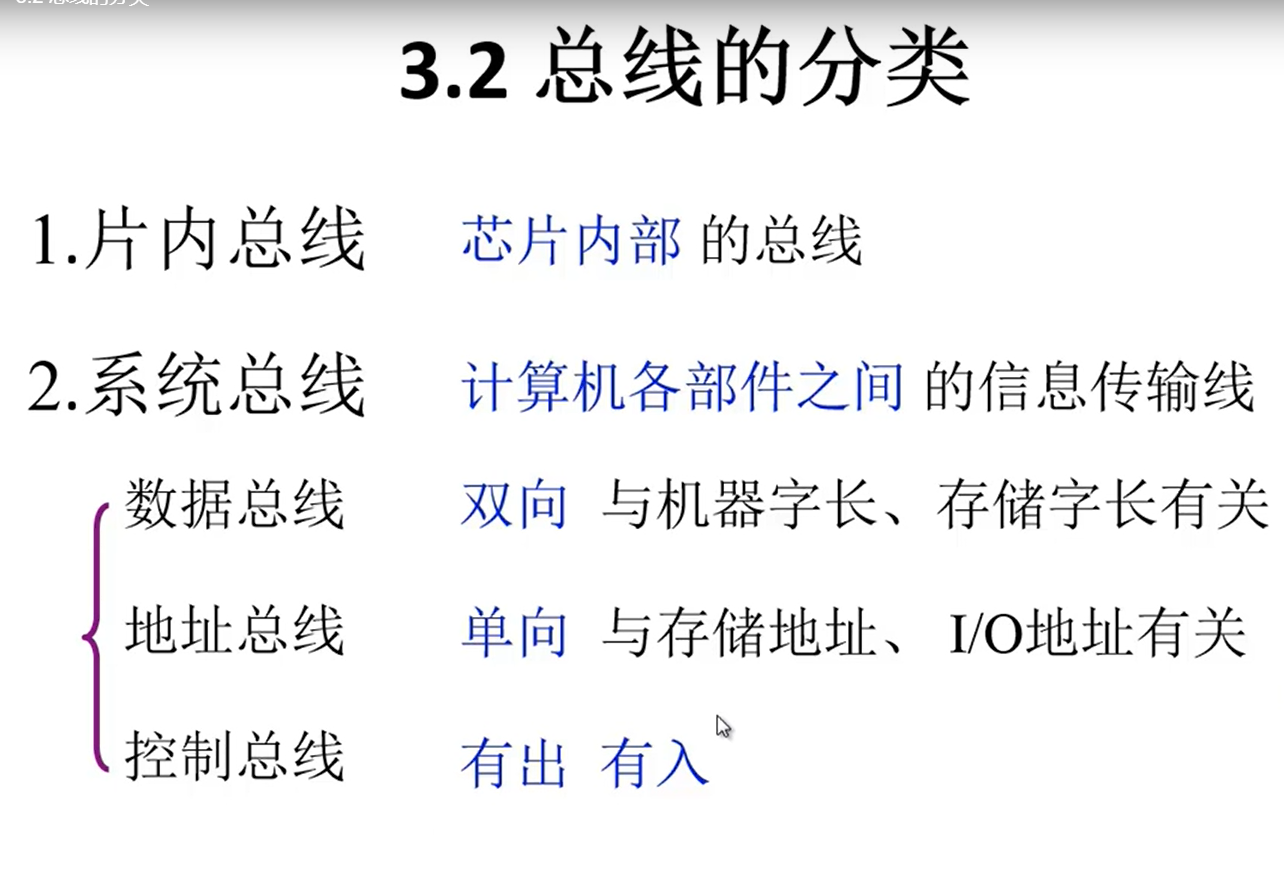 3.2 总线的分类
1.片内总线 芯片内部 的总线
2.系统总线 计算机各部件之间 的信息传输线
数据总线 双向 与机器字长、存储字长有关
地址总线 单向 与存储地址、 I/O地址有关
控制总线 有出 有入